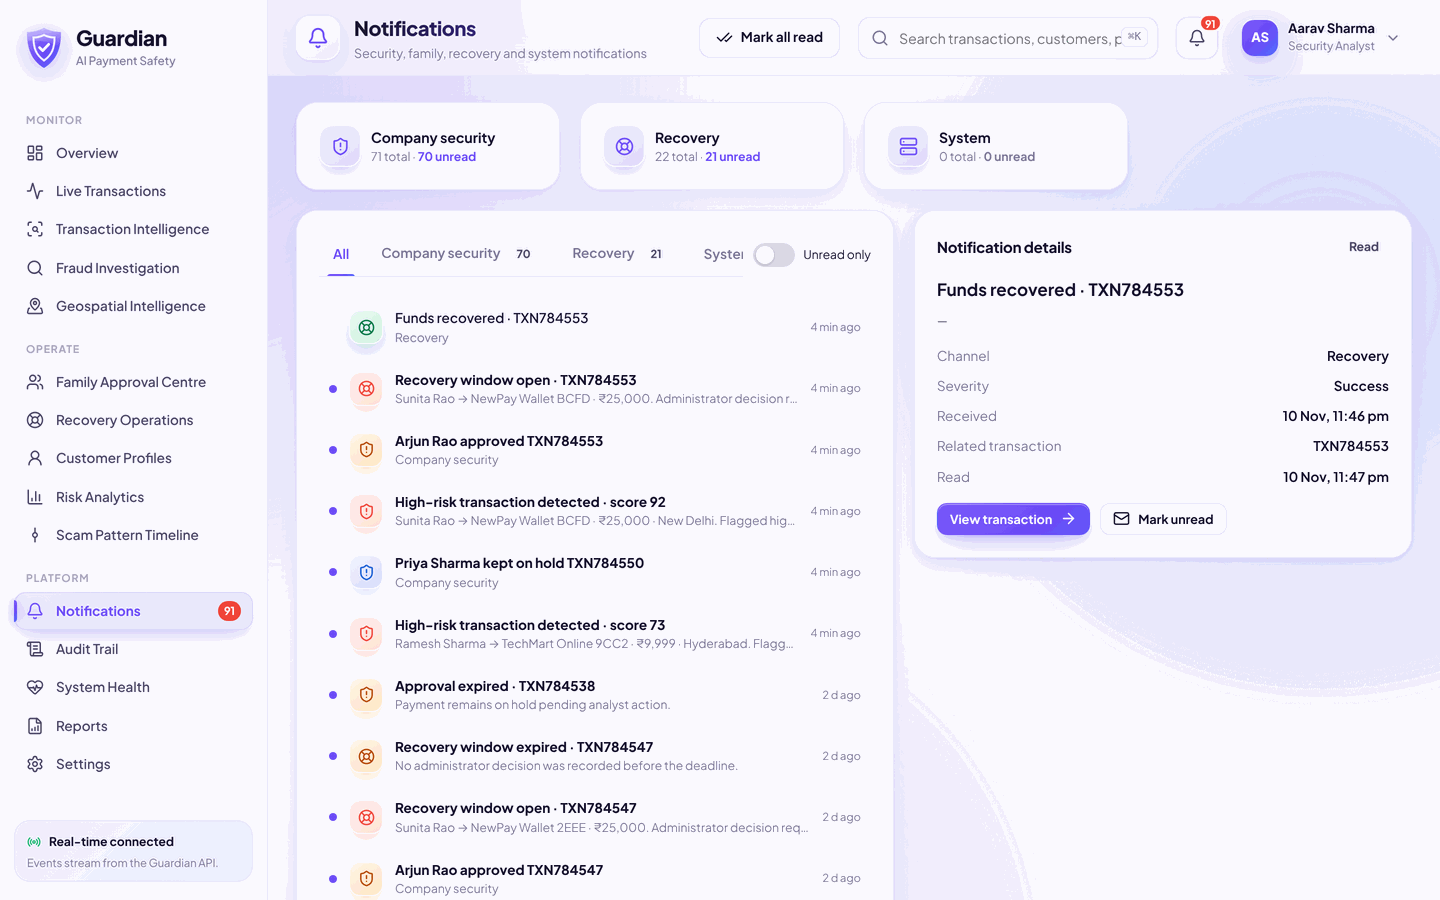 Guardian
AI Payment Safety
MONITOR
Overview
Live Transactions
Transaction Intelligence
Fraud Investigation
Geospatial Intelligence
OPERATE
Family Approval Centre
Recovery Operations
Customer Profiles
Risk Analytics
Scam Pattern Timeline
PLATFORM
Notifications 91
Audit Trail
System Health
Reports
Settings
Real-time connected
Events stream from the Guardian API.
Notifications
Security, family, recovery and system notifications
Mark all read
Search transactions, customers, p
⌘K
91
AS
Aarav Sharma
Security Analyst
Company security
71 total · 70 unread
Recovery
22 total · 21 unread
System
0 total · 0 unread
All Company security 70 Recovery 21 System Unread only
Funds recovered · TXN784553
Recovery
4 min ago
Recovery window open · TXN784553
Sunita Rao → NewPay Wallet BCFD · ₹25,000. Administrator decision r...
4 min ago
Arjun Rao approved TXN784553
Company security
4 min ago
High-risk transaction detected · score 92
Sunita Rao → NewPay Wallet BCFD · ₹25,000 · New Delhi. Flagged hig...
4 min ago
Priya Sharma kept on hold TXN784550
Company security
4 min ago
High-risk transaction detected · score 73
Ramesh Sharma → TechMart Online 9CC2 · ₹9,999 · Hyderabad. Flagg...
4 min ago
Approval expired · TXN784538
Payment remains on hold pending analyst action.
2 d ago
Recovery window expired · TXN784547
No administrator decision was recorded before the deadline.
2 d ago
Recovery window open · TXN784547
Sunita Rao → NewPay Wallet 2EEE · ₹25,000. Administrator decision req...
2 d ago
Arjun Rao approved TXN784547
Company security
2 d ago
Notification details
Read
Funds recovered · TXN784553
—
Channel Recovery
Severity Success
Received 10 Nov, 11:46 pm
Related transaction TXN784553
Read 10 Nov, 11:47 pm
View transaction →
Mark unread